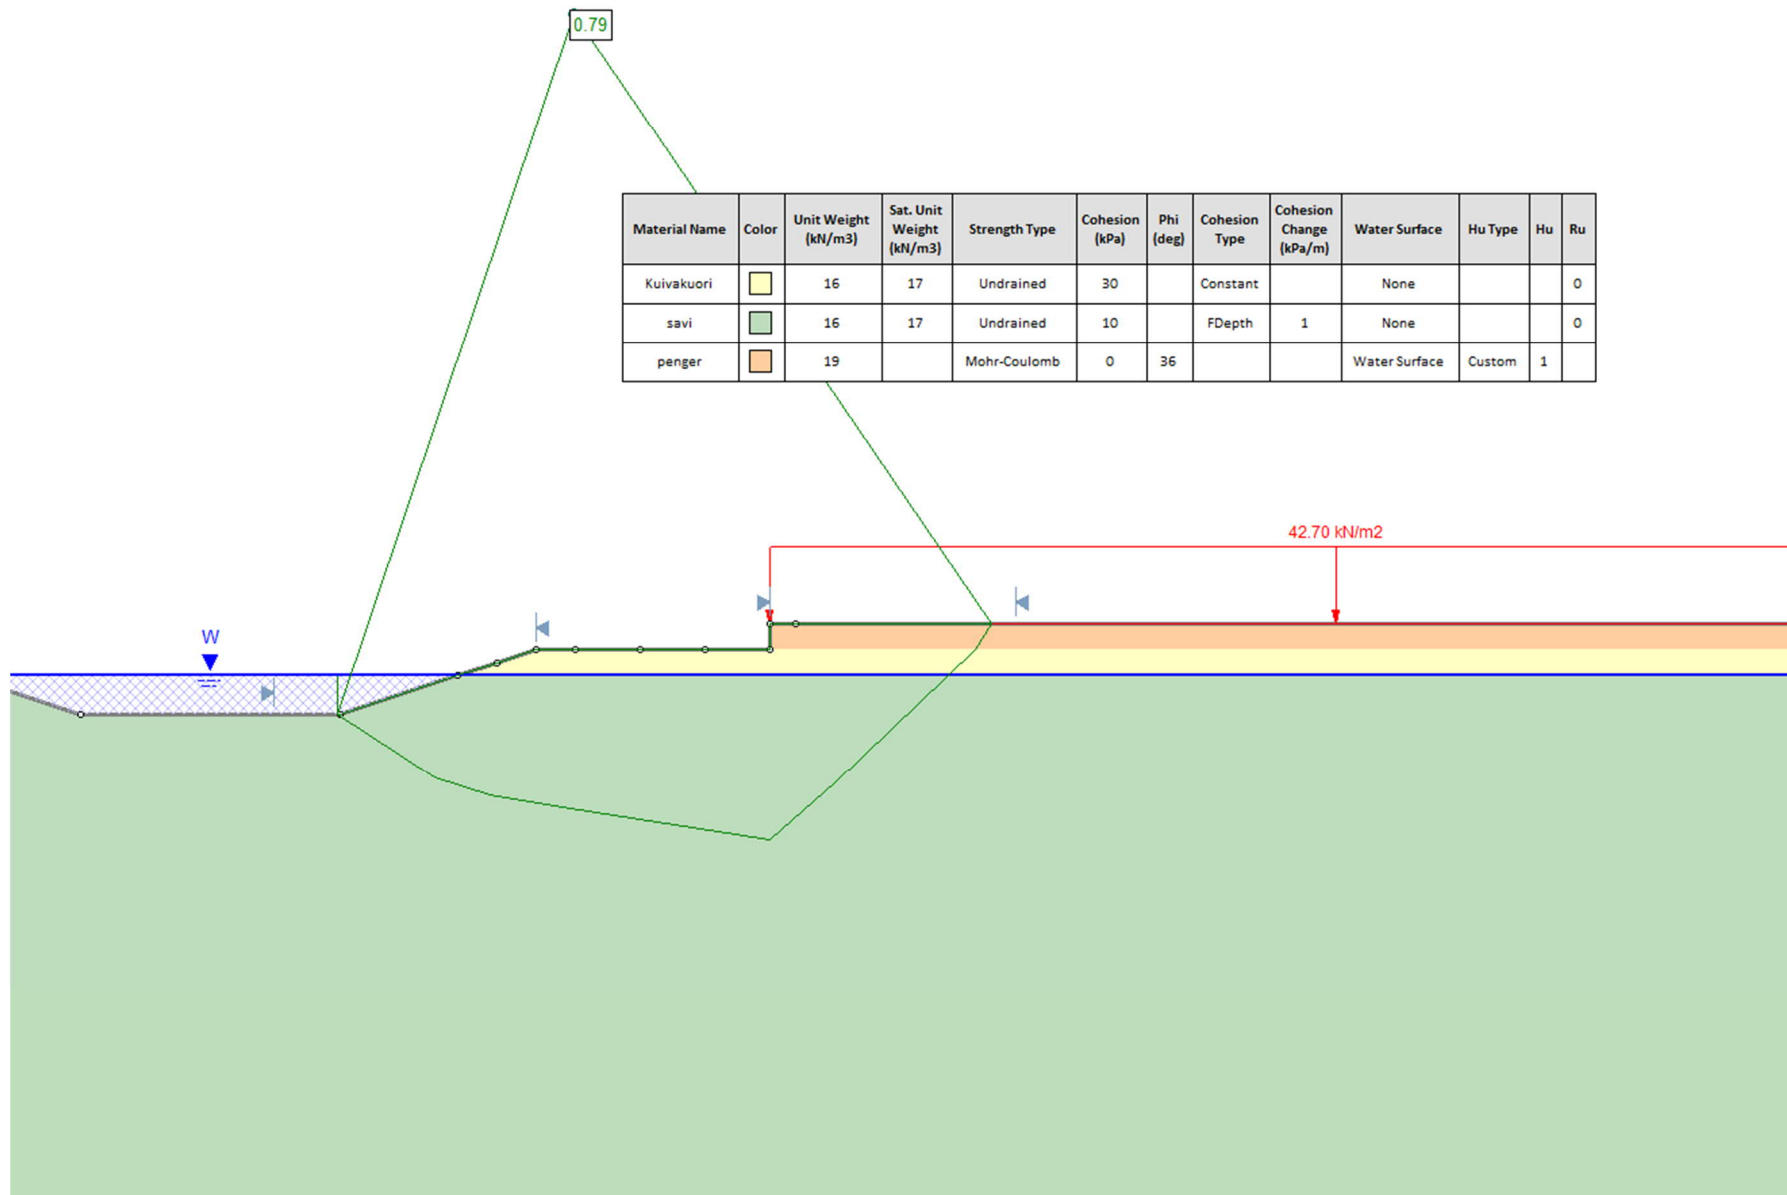 0.79
Material Name Color Unit Weight (kN/m3) Sat. Unit Weight (kN/m3) Strength Type Cohesion (kPa) Phi (deg) Cohesion Type Cohesion Change (kPa/m) Water Surface Hu Type Hu Ru
Kuivakuori 16 17 Undrained 30 Constant None 0
savi 16 17 Undrained 10 FDepth 1 None 0
penger 19 Mohr-Coulomb 0 36 Water Surface Custom 1
42.70 kN/m2
W